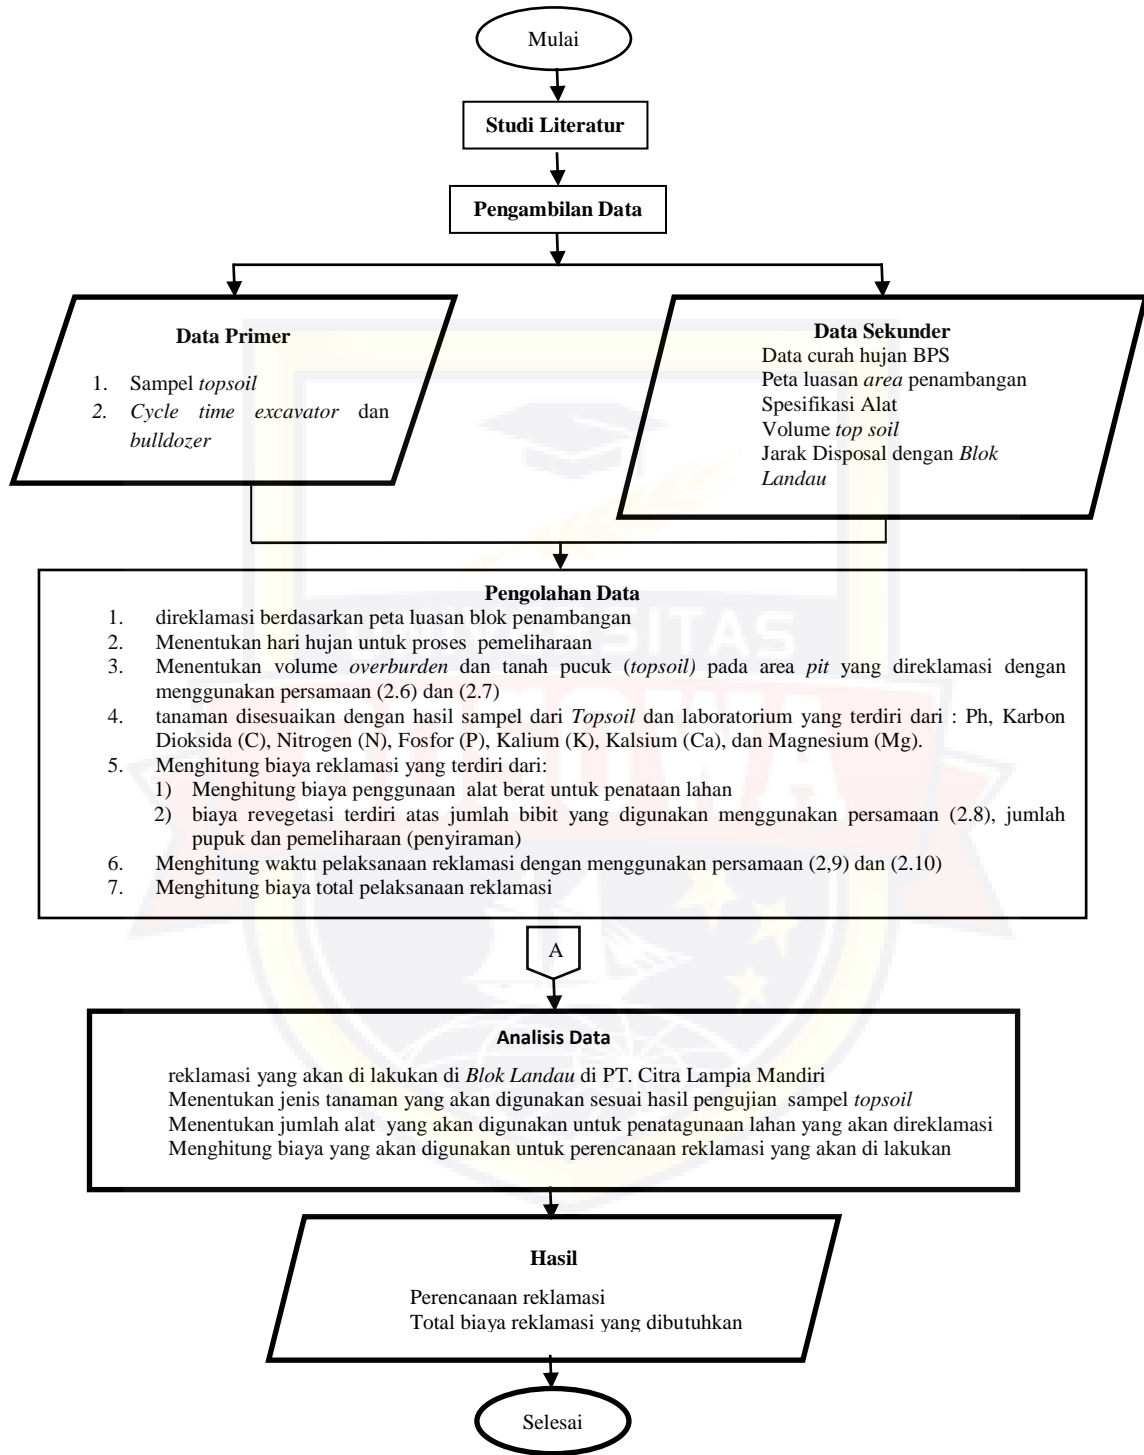 Mulai
Studi Literatur
Pengambilan Data
Data Primer
1. Sampel topsoil
2. Cycle time excavator dan
bulldozer
Data Sekunder
Data curah hujan BPS
Peta luasan area penambangan
Spesifikasi Alat
Volume top soil
Jarak Disposal dengan Blok
Landau
Pengolahan Data
1. direklamasi berdasarkan peta luasan blok penambangan
2. Menentukan hari hujan untuk proses pemeliharaan
3. Menentukan volume overburden dan tanah pucuk (topsoil) pada area pit yang direklamasi dengan
menggunakan persamaan (2.6) dan (2.7)
4. tanaman disesuaikan dengan hasil sampel dari Topsoil dan laboratorium yang terdiri dari : Ph, Karbon
Dioksida (C), Nitrogen (N), Fosfor (P), Kalium (K), Kalsium (Ca), dan Magnesium (Mg).
5. Menghitung biaya reklamasi yang terdiri dari:
1) Menghitung biaya penggunaan alat berat untuk penataan lahan
2) biaya revegetasi terdiri atas jumlah bibit yang digunakan menggunakan persamaan (2.8), jumlah
pupuk dan pemeliharaan (penyiraman)
6. Menghitung waktu pelaksanaan reklamasi dengan menggunakan persamaan (2,9) dan (2.10)
7. Menghitung biaya total pelaksanaan reklamasi
UNIVERSITAS
BOSOWA
A
Analisis Data
reklamasi yang akan di lakukan di Blok Landau di PT. Citra Lampia Mandiri
Menentukan jenis tanaman yang akan digunakan sesuai hasil pengujian sampel topsoil
Menentukan jumlah alat yang akan digunakan untuk penatagunaan lahan yang akan direklamasi
Menghitung biaya yang akan digunakan untuk perencanaan reklamasi yang akan di lakukan
Hasil
Perencanaan reklamasi
Total biaya reklamasi yang dibutuhkan
Selesai